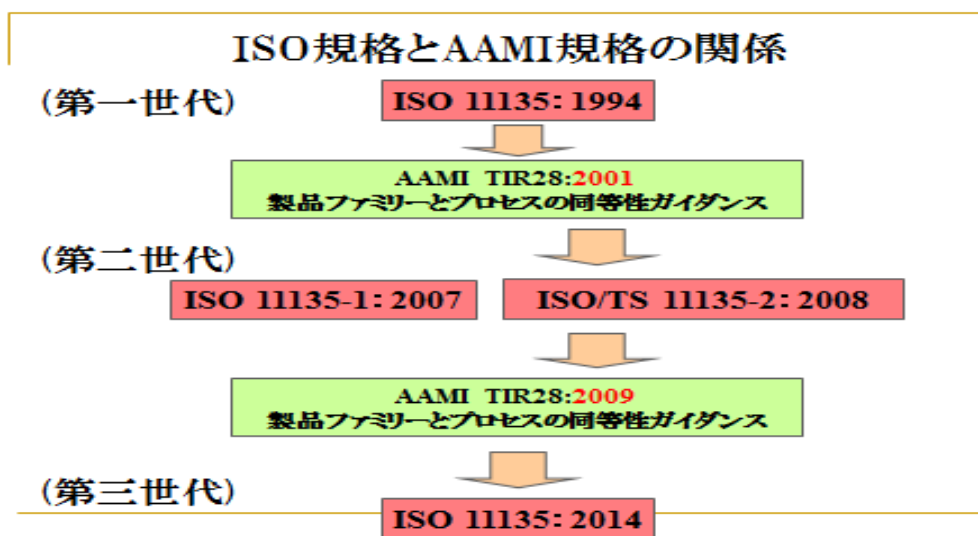 ISO規格とAAMI規格の関係
(第一世代)
ISO 11135：1994
AAMI TIR28:2001
製品ファミリーとプロセスの同等性ガイダンス
(第二世代)
ISO 11135-1：2007
ISO/TS 11135-2：2008
AAMI TIR28:2009
製品ファミリーとプロセスの同等性ガイダンス
(第三世代)
ISO 11135：2014